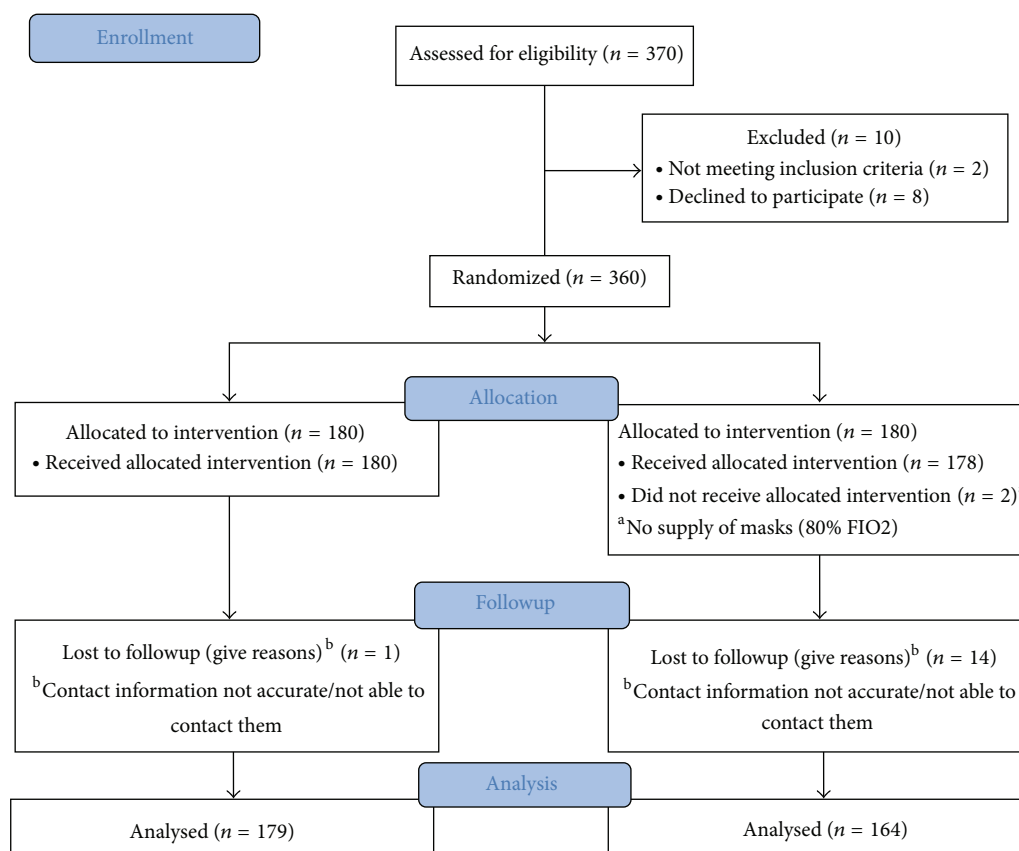 Enrollment
Assessed for eligibility (n = 370)
Excluded (n = 10)
• Not meeting inclusion criteria (n = 2)
• Declined to participate (n = 8)
Randomized (n = 360)
Allocation
Allocated to intervention (n = 180)
• Received allocated intervention (n = 180)
Allocated to intervention (n = 180)
• Received allocated intervention (n = 178)
• Did not receive allocated intervention (n = 2)
aNo supply of masks (80% FIO2)
Followup
Lost to followup (give reasons)b (n = 1)
bContact information not accurate/not able to
contact them
Lost to followup (give reasons)b (n = 14)
bContact information not accurate/not able to
contact them
Analysis
Analysed (n = 179)
Analysed (n = 164)